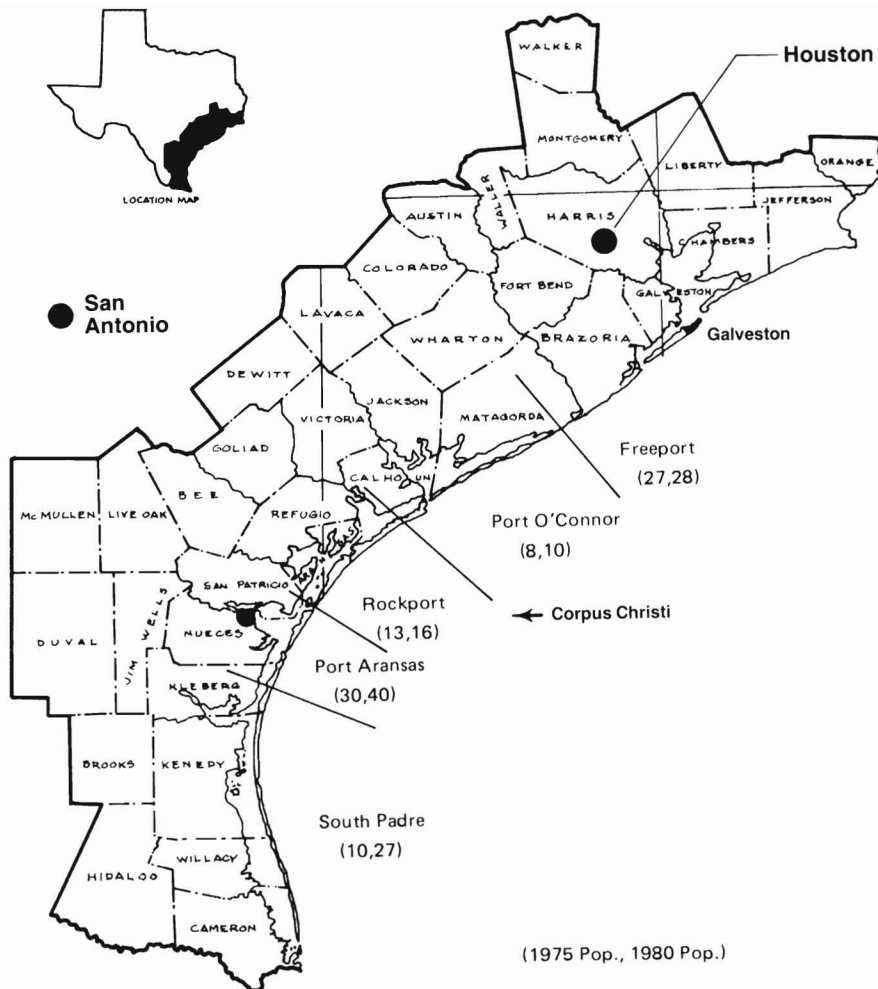 WALKER
Houston
MONTGOMERY
LIBERTY
ORANGE
LOCATION MAP
WALLER
JEFFERSON
AUSTIN
HARRIS
CHAMBERS
COLORADO
FORT BEND
GALVESTON
San
Antonio
LAVACA
WHARTON
BRAZORIA
Galveston
DEWITT
JACKSON
VICTORIA
MATAGORDA
GOLIAD
Freeport
(27,28)
CALHOUN
BEE
McMULLEN
LIVE OAK
REFUGIO
Port O'Connor
(8,10)
ARANSAS
SAN PATRICIO
Rockport
(13,16)
Corpus Christi
DUVAL
JIM WELLS
NUECES
Port Aransas
(30,40)
KLEBERG
BROOKS
KENEDY
South Padre
(10,27)
WILLACY
HIDALOO
CAMERON
(1975 Pop., 1980 Pop.)